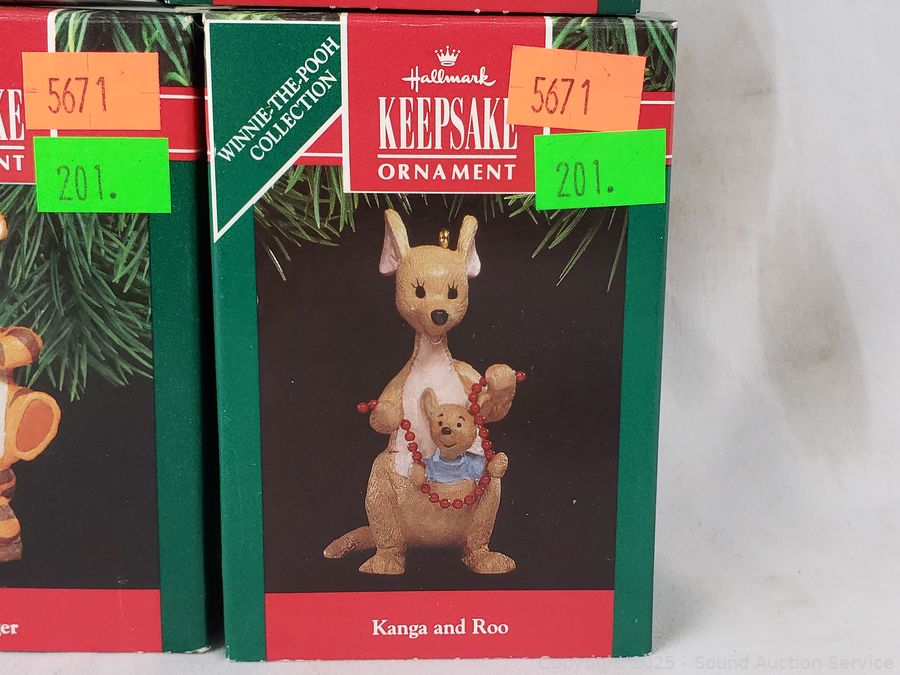 KE
NT
5671
201.
ger
WINNIE-THE-POOH
COLLECTION
Hallmark
KEEPSAKE
ORNAMENT
5671
201.
Kanga and Roo
Copyright 2025 - Sound Auction Service